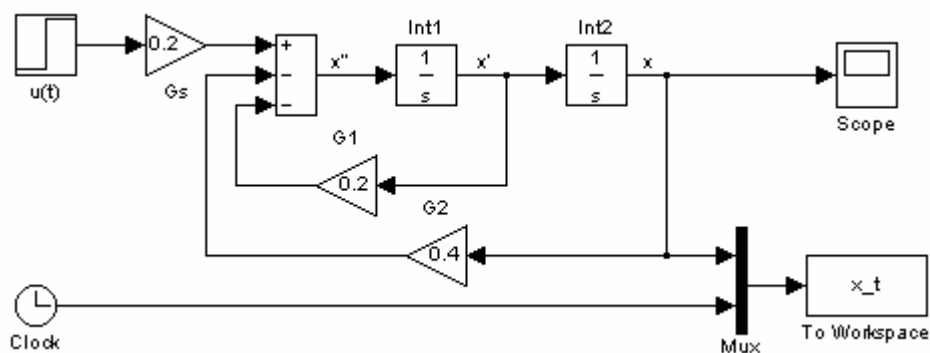 u(t)
0.2
Gs
+
−
−
x''
Int1
1
s
x'
Int2
1
s
x
Scope
G1
0.2
G2
0.4
Clock
Mux
x_t
To Workspace